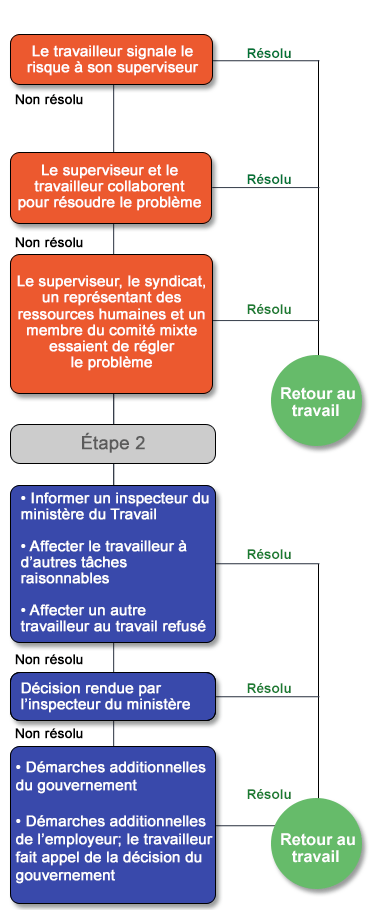 Le travailleur signale le
risque à son superviseur
Résolu
Non résolu
Le superviseur et le
travailleur collaborent
pour résoudre le problème
Résolu
Non résolu
Le superviseur, le syndicat,
un représentant des
ressources humaines et un
membre du comité mixte
essaient de régler
le problème
Résolu
Retour au
travail
Étape 2
• Informer un inspecteur du
ministère du Travail
• Affecter le travailleur à
d'autres tâches
raisonnables
• Affecter un autre
travailleur au travail refusé
Résolu
Non résolu
Décision rendue par
l'inspecteur du ministère
Résolu
Non résolu
• Démarches additionnelles
du gouvernement
• Démarches additionnelles
de l'employeur; le travailleur
fait appel de la décision du
gouvernement
Résolu
Retour au
travail